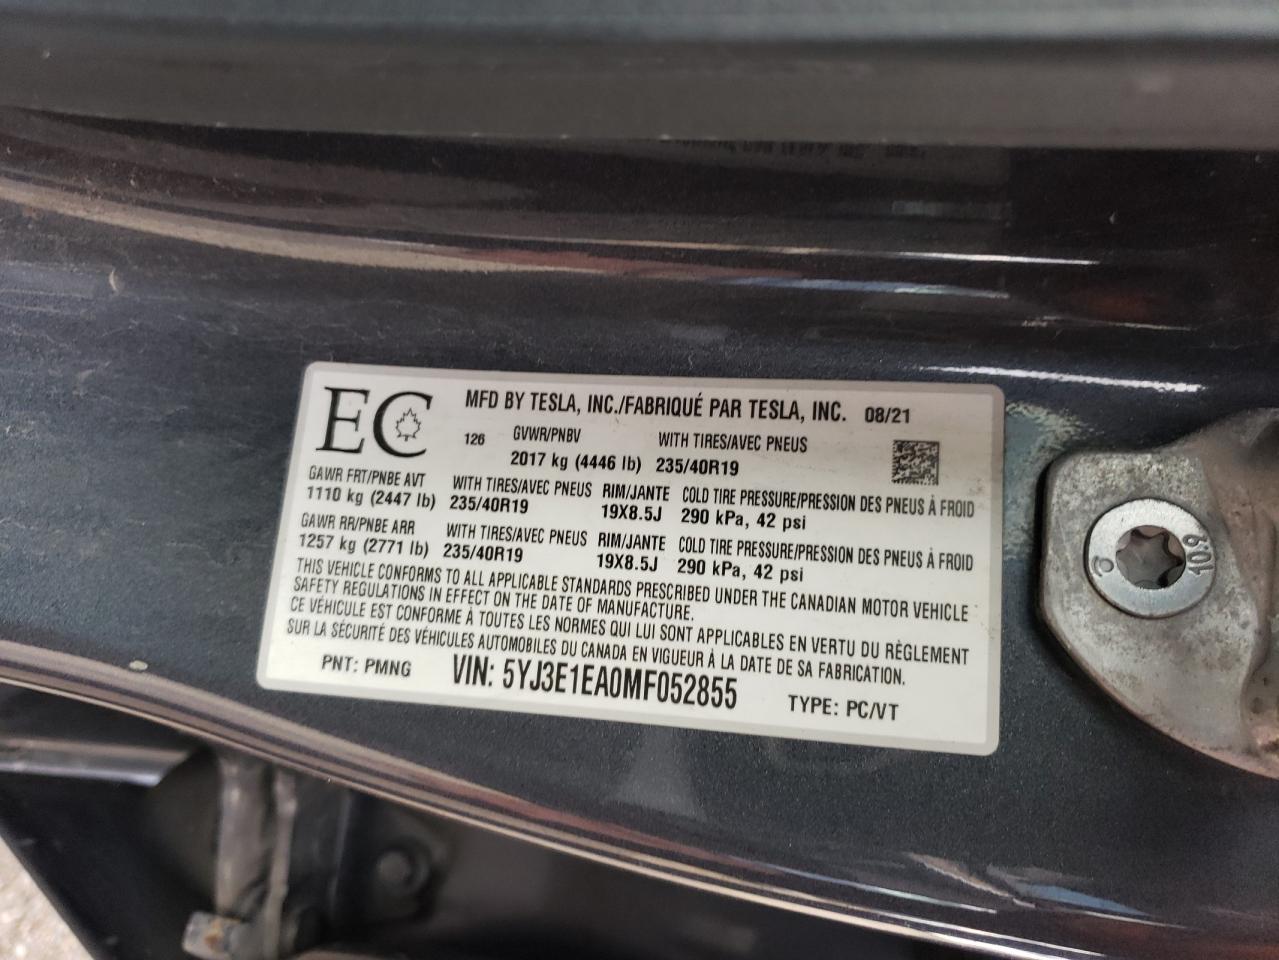 EC
MFD BY TESLA, INC./FABRIQUÉ PAR TESLA, INC. 08/21
126 GVWR/PNBV WITH TIRES/AVEC PNEUS
2017 kg (4446 lb) 235/40R19
GAWR FRT/PNBE AVT WITH TIRES/AVEC PNEUS RIM/JANTE COLD TIRE PRESSURE/PRESSION DES PNEUS À FROID
1110 kg (2447 lb) 235/40R19 19X8.5J 290 kPa, 42 psi
GAWR RR/PNBE ARR WITH TIRES/AVEC PNEUS RIM/JANTE COLD TIRE PRESSURE/PRESSION DES PNEUS À FROID
1257 kg (2771 lb) 235/40R19 19X8.5J 290 kPa, 42 psi
THIS VEHICLE CONFORMS TO ALL APPLICABLE STANDARDS PRESCRIBED UNDER THE CANADIAN MOTOR VEHICLE
SAFETY REGULATIONS IN EFFECT ON THE DATE OF MANUFACTURE.
CE VÉHICULE EST CONFORME À TOUTES LES NORMES QUI LUI SONT APPLICABLES EN VERTU DU RÈGLEMENT
SUR LA SÉCURITÉ DES VÉHICULES AUTOMOBILES DU CANADA EN VIGUEUR À LA DATE DE SA FABRICATION.
PNT: PMNG VIN: 5YJ3E1EA0MF052855 TYPE: PC/VT
10.9